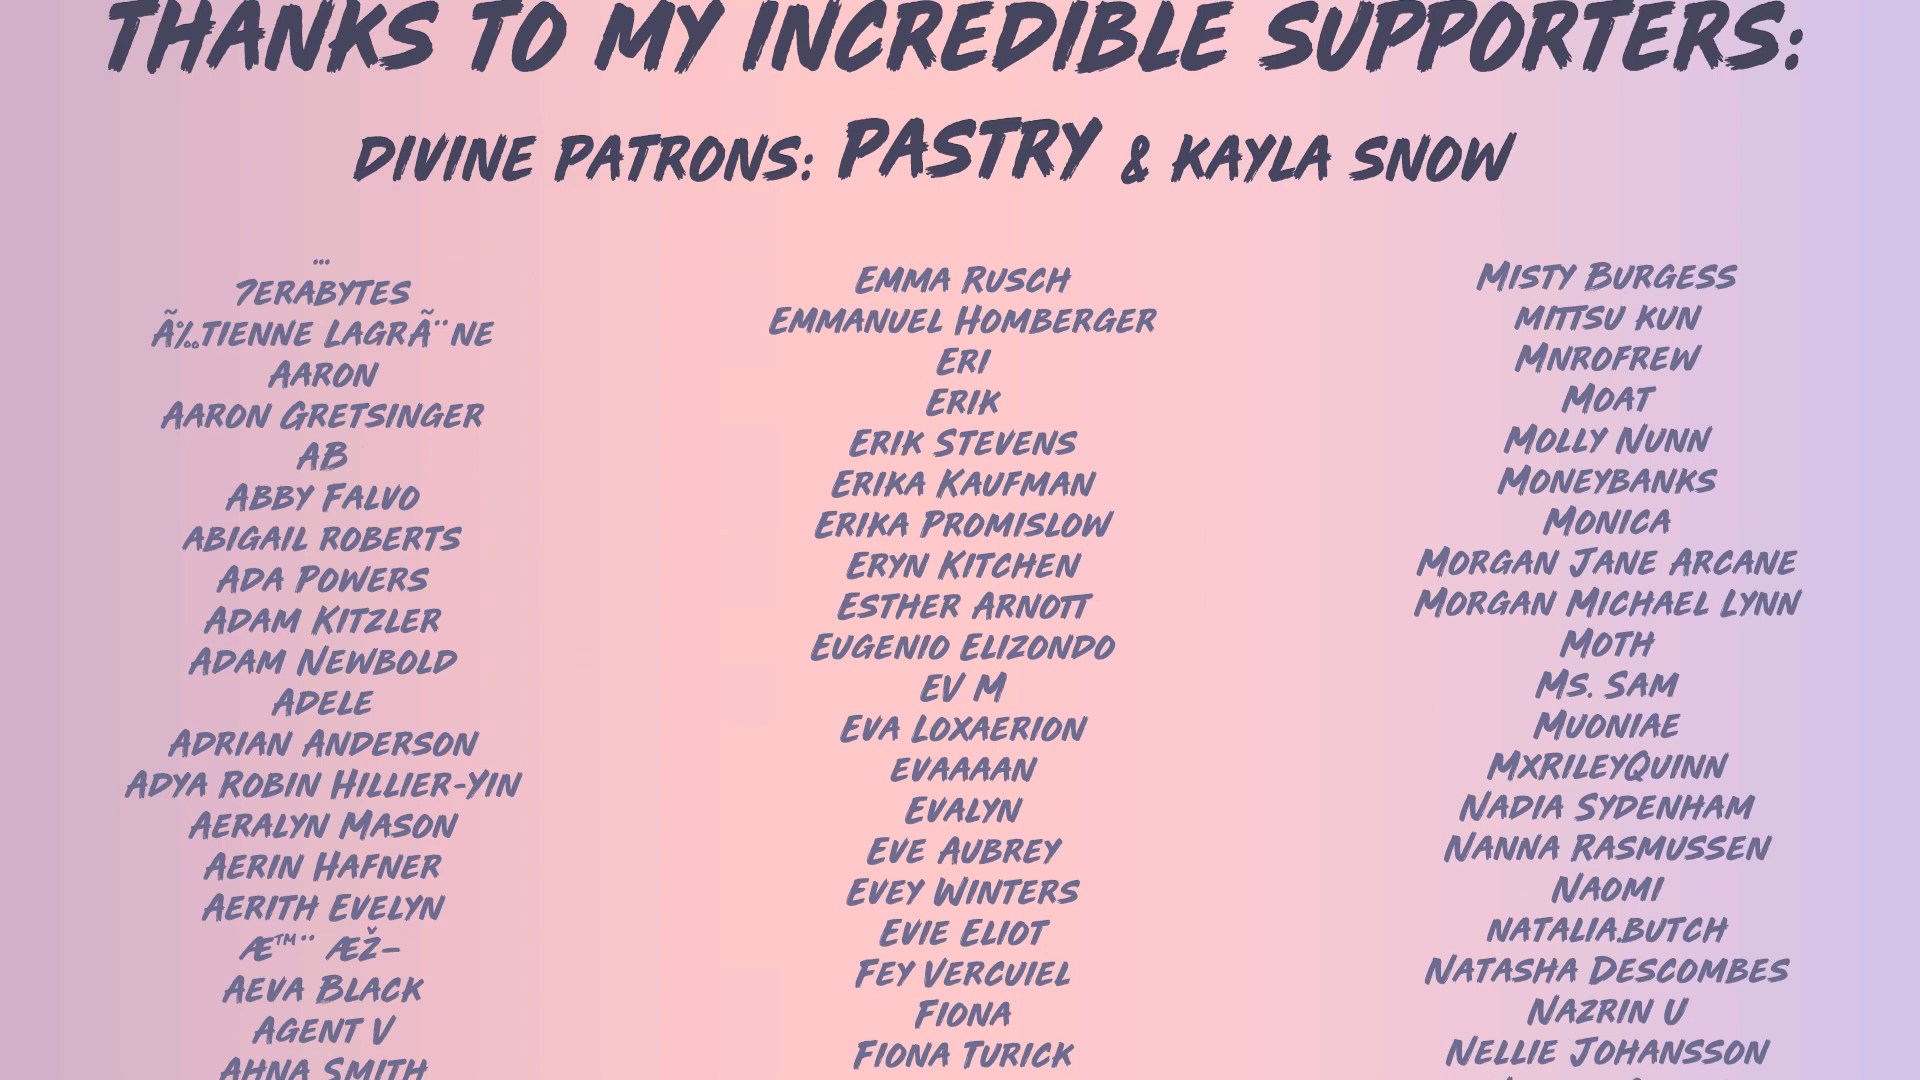 THANKS TO MY INCREDIBLE SUPPORTERS:
DIVINE PATRONS: PASTRY & KAYLA SNOW
...
7ERABYTES
Ã‰TIENNE LAGRÃ¨NE
AARON
AARON GRETSINGER
AB
ABBY FALVO
ABIGAIL ROBERTS
ADA POWERS
ADAM KITZLER
ADAM NEWBOLD
ADELE
ADRIAN ANDERSON
ADYA ROBIN HILLIER-YIN
AERALYN MASON
AERIN HAFNER
AERITH EVELYN
Æ™¨ ÆŽ–
AEVA BLACK
AGENT V
AHNA SMITH
EMMA RUSCH
EMMANUEL HOMBERGER
ERI
ERIK
ERIK STEVENS
ERIKA KAUFMAN
ERIKA PROMISLOW
ERYN KITCHEN
ESTHER ARNOTT
EUGENIO ELIZONDO
EV M
EVA LOXAERION
EVAAAAN
EVALYN
EVE AUBREY
EVEY WINTERS
EVIE ELIOT
FEY VERCUIEL
FIONA
FIONA TURICK
MISTY BURGESS
MITTSU KUN
MNROFREW
MOAT
MOLLY NUNN
MONEYBANKS
MONICA
MORGAN JANE ARCANE
MORGAN MICHAEL LYNN
MOTH
MS. SAM
MUONIAE
MXRILEYQUINN
NADIA SYDENHAM
NANNA RASMUSSEN
NAOMI
NATALIA.BUTCH
NATASHA DESCOMBES
NAZRIN U
NELLIE JOHANSSON